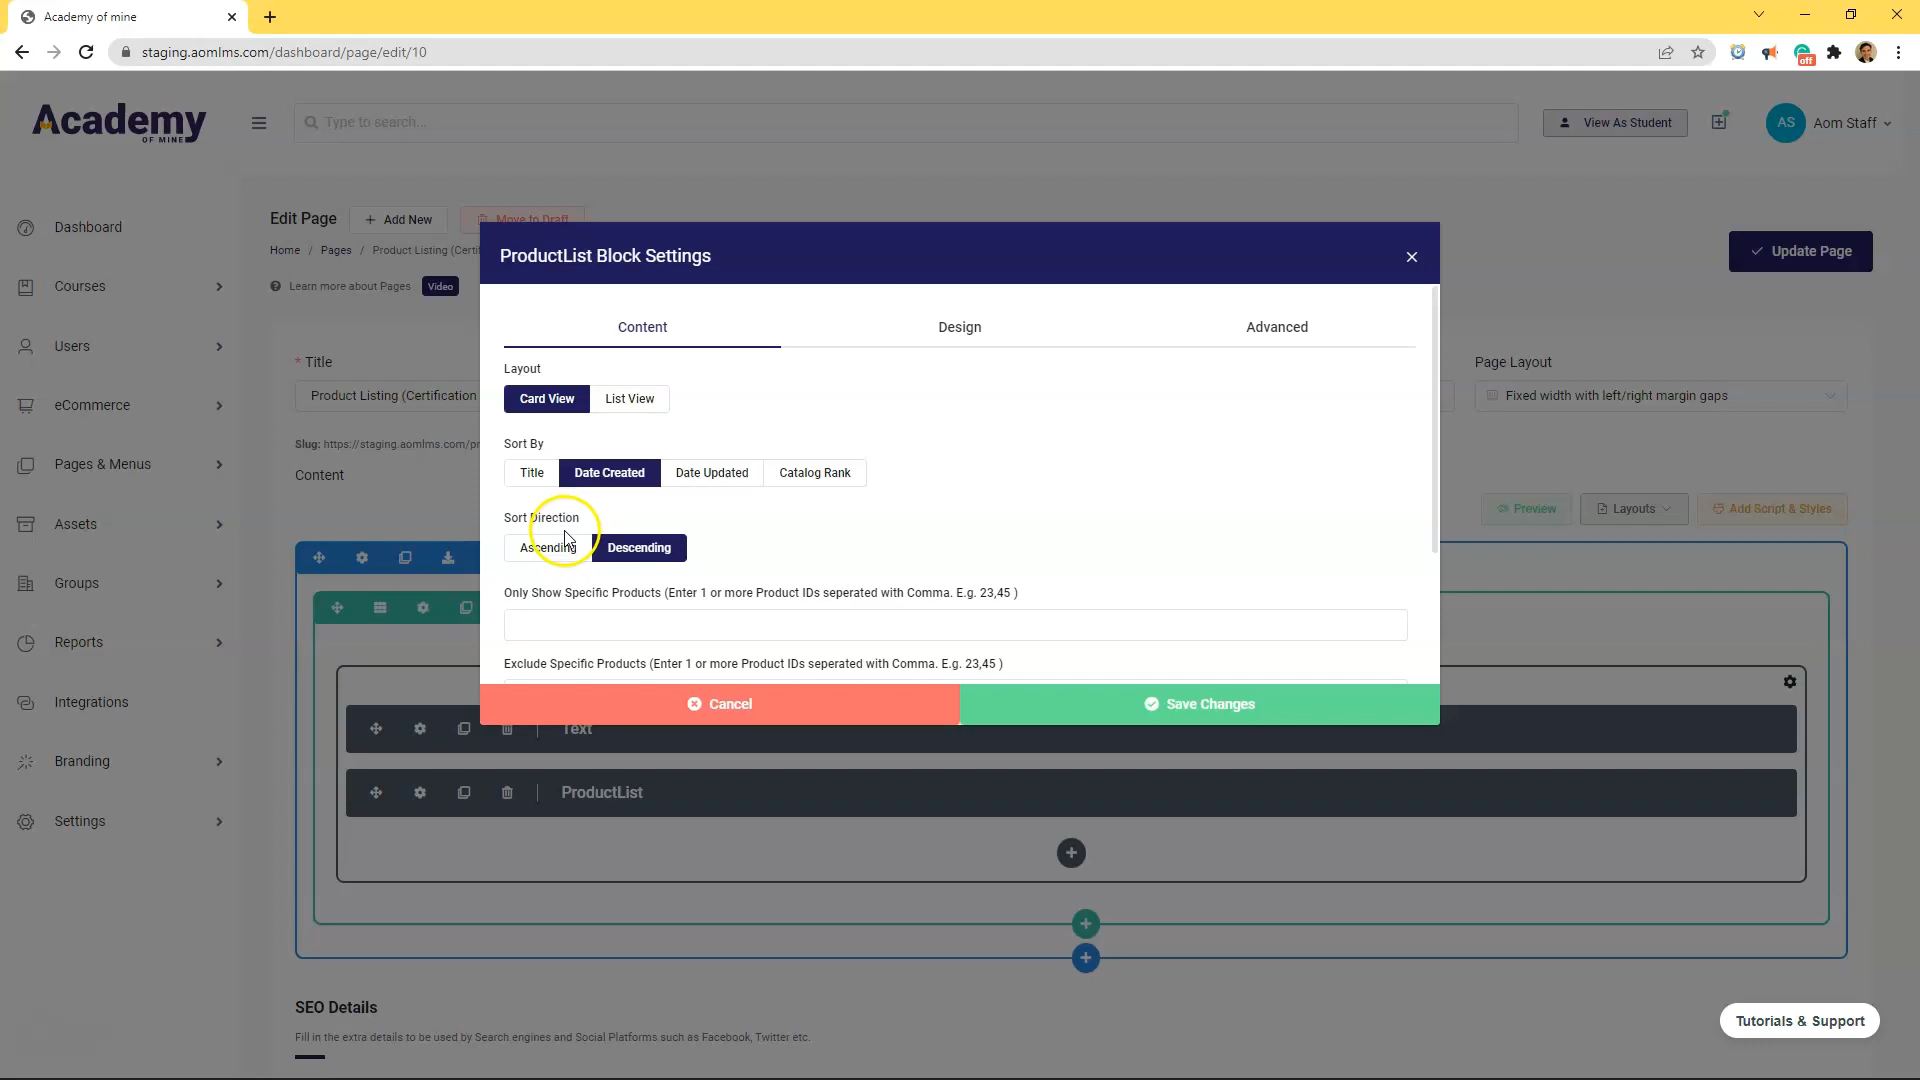 Academy of mine
staging.aomlms.com/dashboard/page/edit/10
off
Academy
OF MINE
Type to search...
View As Student
AS
Aom Staff
Dashboard
Courses
Users
eCommerce
Pages & Menus
Assets
Groups
Reports
Integrations
Branding
Settings
Edit Page
Add New
Move to Draft
Home / Pages / Product Listing (Certi
Learn more about Pages
Video
Update Page
* Title
Product Listing (Certification
Page Layout
Fixed width with left/right margin gaps
Slug: https://staging.aomlms.com/pr
Content
Preview
Layouts
Add Script & Styles
ProductList Block Settings
Content
Design
Advanced
Layout
Card View
List View
Sort By
Title
Date Created
Date Updated
Catalog Rank
Sort Direction
Ascending
Descending
Only Show Specific Products (Enter 1 or more Product IDs seperated with Comma. E.g. 23,45 )
Exclude Specific Products (Enter 1 or more Product IDs seperated with Comma. E.g. 23,45 )
Cancel
Save Changes
Text
ProductList
SEO Details
Fill in the extra details to be used by Search engines and Social Platforms such as Facebook, Twitter etc.
Tutorials & Support